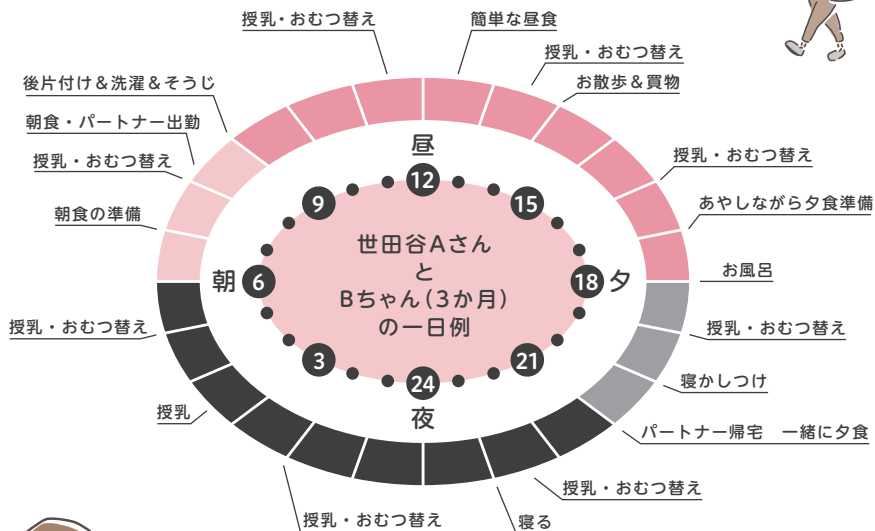 授乳・おむつ替え
簡単な昼食
授乳・おむつ替え
お散歩＆買物
後片付け＆洗濯＆そうじ
朝食・パートナー出勤
授乳・おむつ替え
朝食の準備
授乳・おむつ替え
あやしながら夕食準備
お風呂
昼
12
9
15
世田谷Aさん
と
Bちゃん（3か月）
の一日例
朝
6
18
夕
3
21
24
夜
授乳・おむつ替え
授乳
授乳・おむつ替え
寝かしつけ
パートナー帰宅　一緒に夕食
授乳・おむつ替え
授乳・おむつ替え
寝る